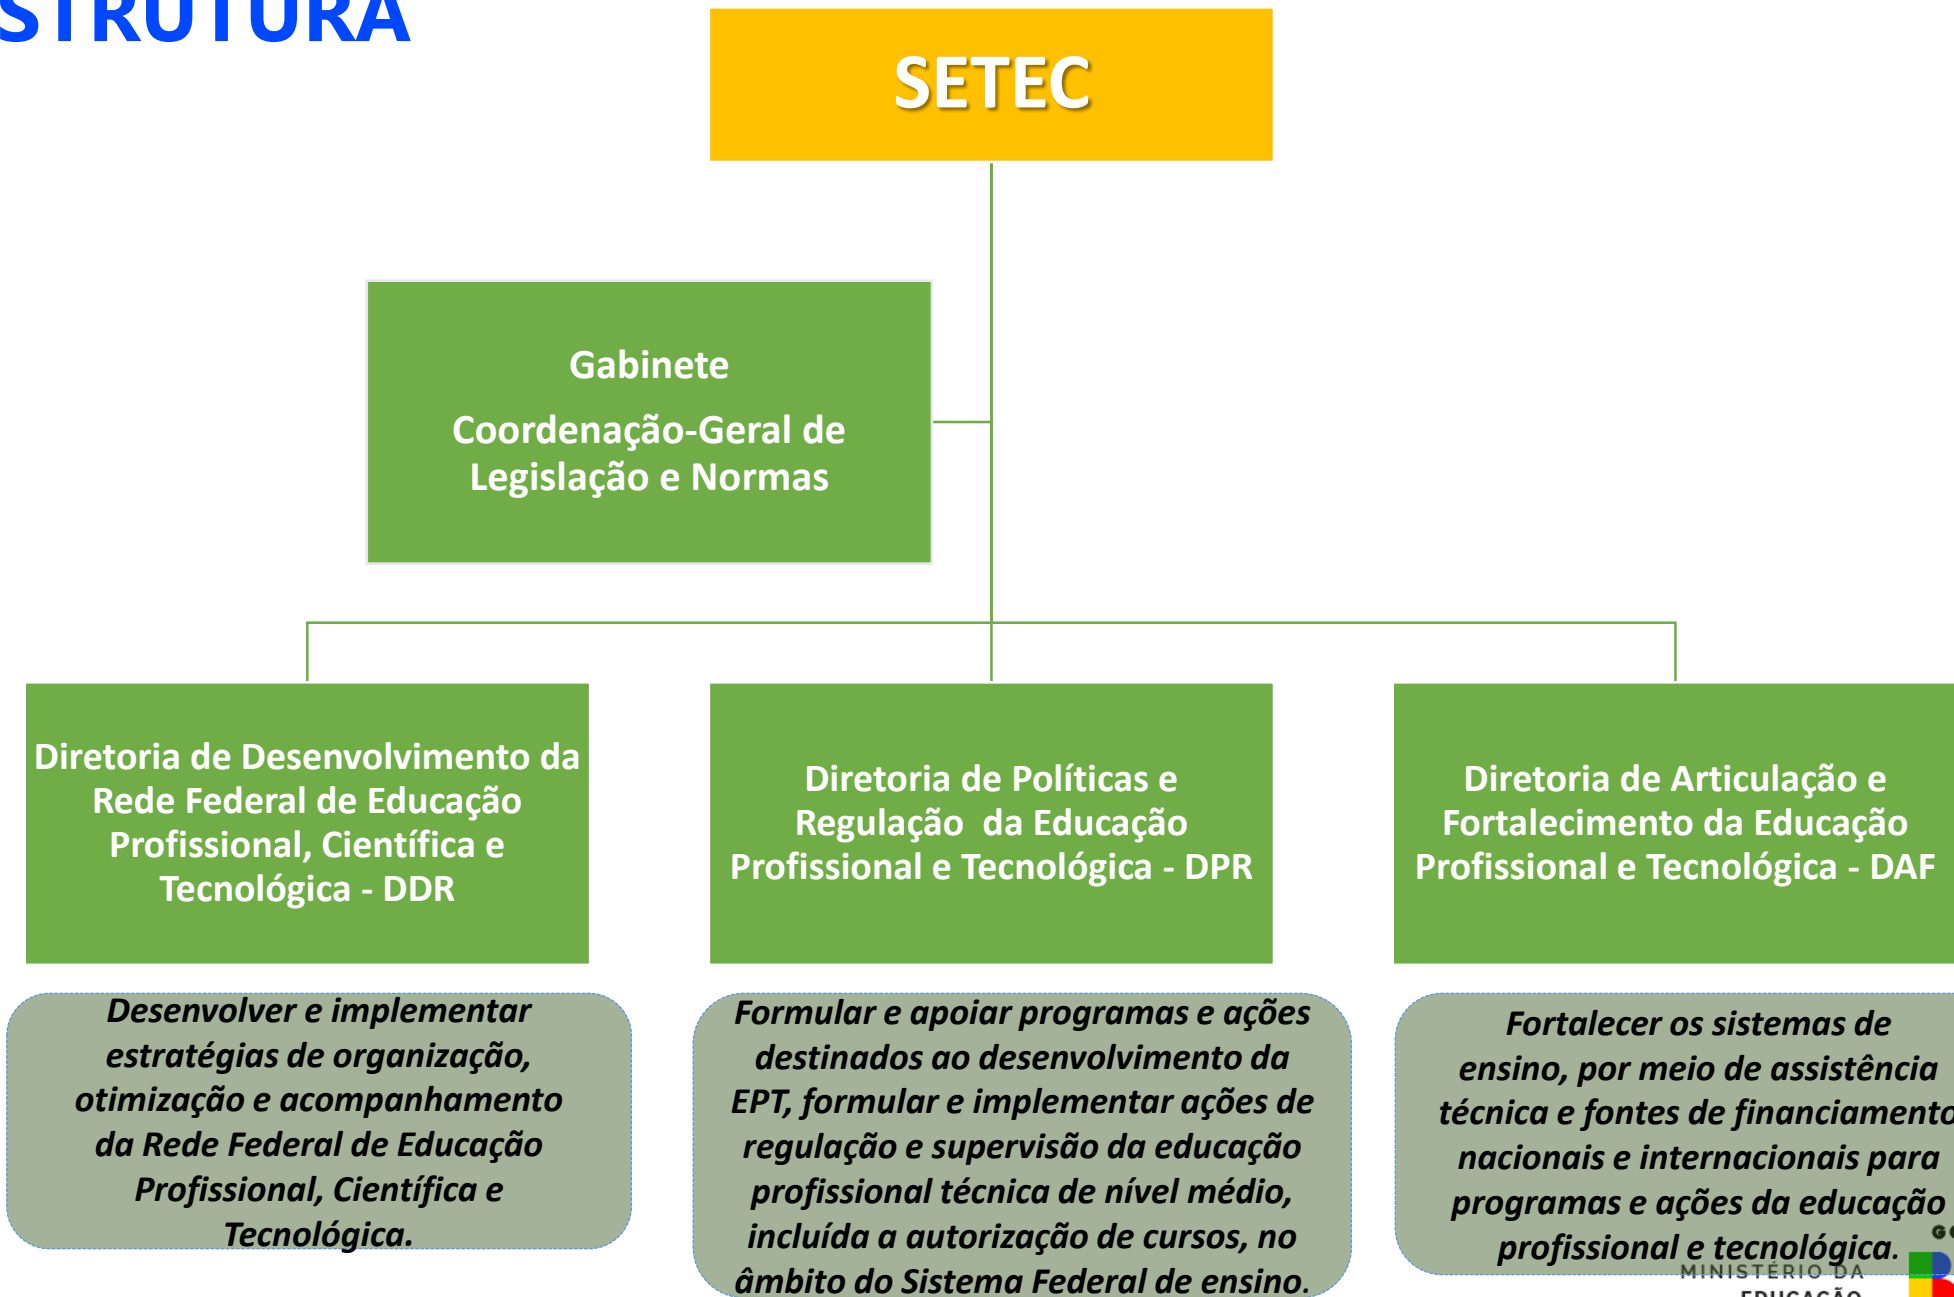 STRUTURA
SETEC
Gabinete
Coordenação-Geral de
Legislação e Normas
Diretoria de Desenvolvimento da
Rede Federal de Educação
Profissional, Científica e
Tecnológica - DDR
Diretoria de Políticas e
Regulação da Educação
Profissional e Tecnológica - DPR
Diretoria de Articulação e
Fortalecimento da Educação
Profissional e Tecnológica - DAF
Desenvolver e implementar
estratégias de organização,
otimização e acompanhamento
da Rede Federal de Educação
Profissional, Científica e
Tecnológica.
Formular e apoiar programas e ações
destinados ao desenvolvimento da
EPT, formular e implementar ações de
regulação e supervisão da educação
profissional técnica de nível médio,
incluída a autorização de cursos, no
âmbito do Sistema Federal de ensino.
Fortalecer os sistemas de
ensino, por meio de assistência
técnica e fontes de financiamento
nacionais e internacionais para
programas e ações da educação
profissional e tecnológica.
MINISTÉRIO DA
EDUCAÇÃO